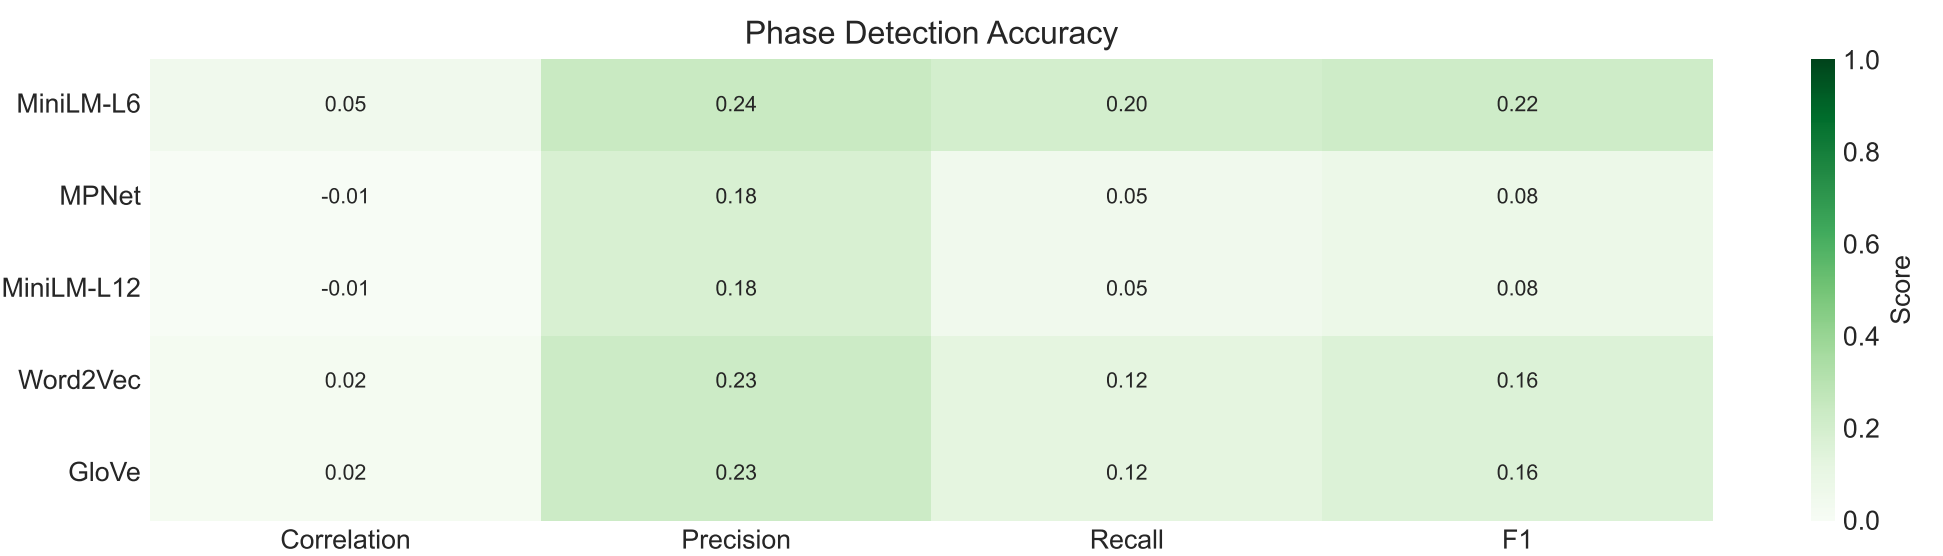 Phase Detection Accuracy
MiniLM-L6 0.05 0.24 0.20 0.22
MPNet -0.01 0.18 0.05 0.08
MiniLM-L12 -0.01 0.18 0.05 0.08
Word2Vec 0.02 0.23 0.12 0.16
GloVe 0.02 0.23 0.12 0.16
Correlation Precision Recall F1
1.0
0.8
0.6
0.4
0.2
0.0
Score